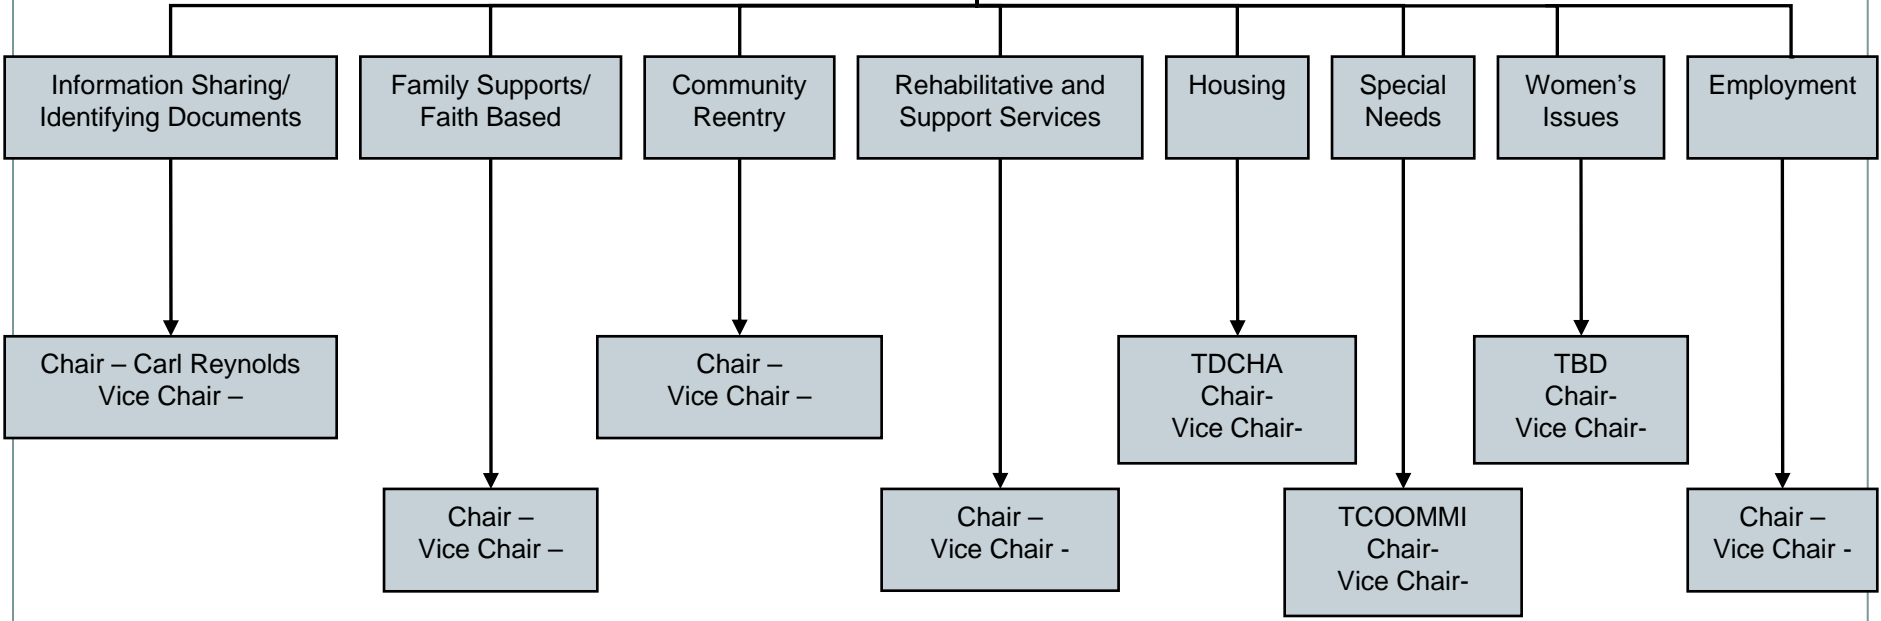 Information Sharing/
Identifying Documents
Family Supports/
Faith Based
Community
Reentry
Rehabilitative and
Support Services
Housing
Special
Needs
Women’s
Issues
Employment
Chair – Carl Reynolds
Vice Chair –
Chair –
Vice Chair –
Chair –
Vice Chair –
Chair –
Vice Chair -
TDCHA
Chair-
Vice Chair-
TCOOMMI
Chair-
Vice Chair-
TBD
Chair-
Vice Chair-
Chair –
Vice Chair -